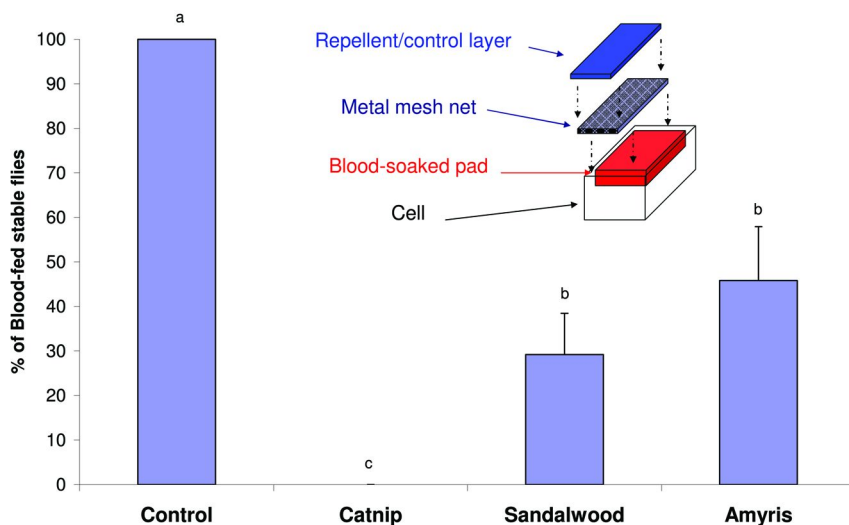 % of Blood-fed stable flies
100
90
80
70
60
50
40
30
20
10
0
a
c
b
b
Repellent/control layer
Metal mesh net
Blood-soaked pad
Cell
Control
Catnip
Sandalwood
Amyris